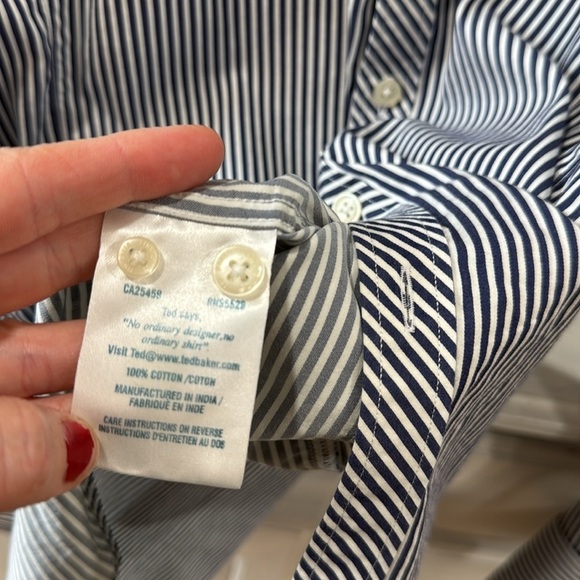 CA25459 RN95529
Ted says,
"No ordinary designer,no
ordinary shirt"
Visit Ted@www.tedbaker.com
100% COTTON /COTON
MANUFACTURED IN INDIA /
FABRIQUÉ EN INDE
CARE INSTRUCTIONS ON REVERSE
INSTRUCTIONS D'ENTRETIEN AU DOS